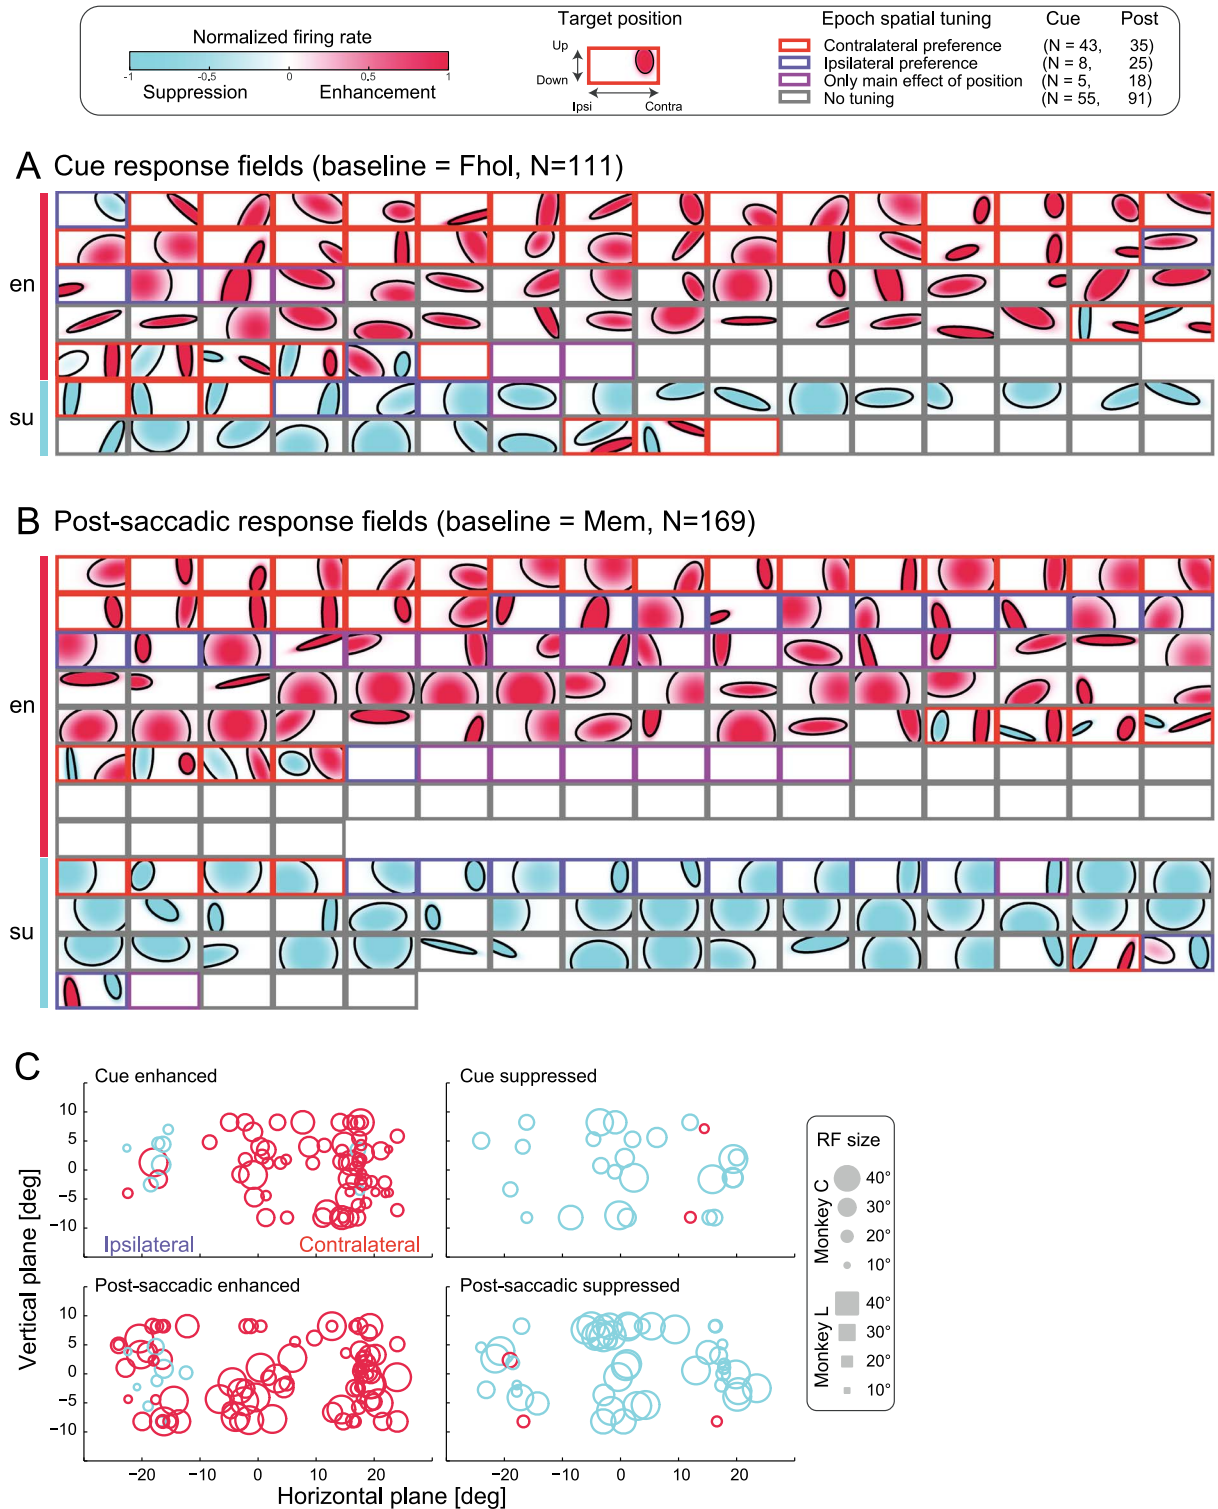 Normalized firing rate
-1 -0,5 0 0.5 1
Suppression Enhancement
Target position
Up
Down
Ipsi Contra
Epoch spatial tuning Cue Post
Contralateral preference (N = 43, 35)
Ipsilateral preference (N = 8, 25)
Only main effect of position (N = 5, 18)
No tuning (N = 55, 91)
A Cue response fields (baseline = Fhol, N=111)
en
su
B Post-saccadic response fields (baseline = Mem, N=169)
en
su
C
Cue enhanced
Cue suppressed
10
5
0
−5
−10
Ipsilateral Contralateral
Post-saccadic enhanced
Post-saccadic suppressed
10
5
0
−5
−10
Vertical plane [deg]
−20 −10 0 10 20
−20 −10 0 10 20
Horizontal plane [deg]
RF size
Monkey C
40°
30°
20°
10°
Monkey L
40°
30°
20°
10°